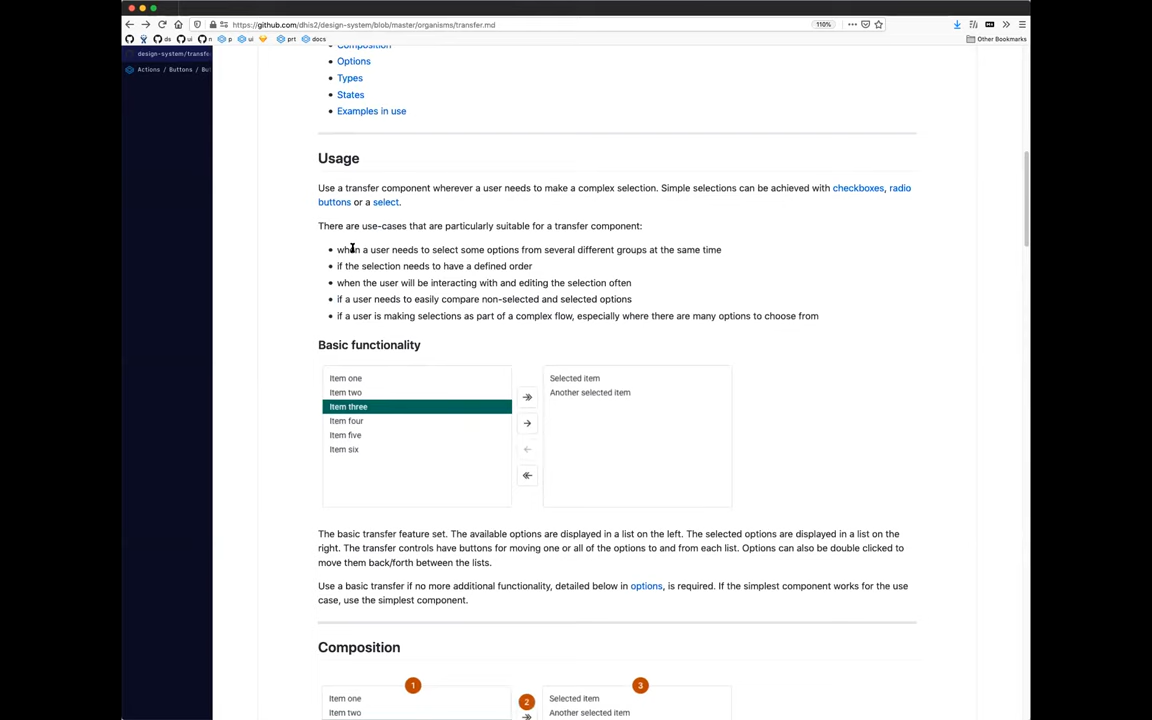 https://github.com/dhis2/design-system/blob/master/organisms/transfer.md
110%
ds
ui
n
p
ui
prt
docs
Other Bookmarks
design-system/transfe
Actions / Buttons / Bu
Composition
Options
Types
States
Examples in use
Usage
Use a transfer component wherever a user needs to make a complex selection. Simple selections can be achieved with checkboxes, radio
buttons or a select.
There are use-cases that are particularly suitable for a transfer component:
when a user needs to select some options from several different groups at the same time
if the selection needs to have a defined order
when the user will be interacting with and editing the selection often
if a user needs to easily compare non-selected and selected options
if a user is making selections as part of a complex flow, especially where there are many options to choose from
Basic functionality
Item one
Item two
Item three
Item four
Item five
Item six
Selected item
Another selected item
The basic transfer feature set. The available options are displayed in a list on the left. The selected options are displayed in a list on the
right. The transfer controls have buttons for moving one or all of the options to and from each list. Options can also be double clicked to
move them back/forth between the lists.
Use a basic transfer if no more additional functionality, detailed below in options, is required. If the simplest component works for the use
case, use the simplest component.
Composition
1
2
3
Item one
Item two
Selected item
Another selected item